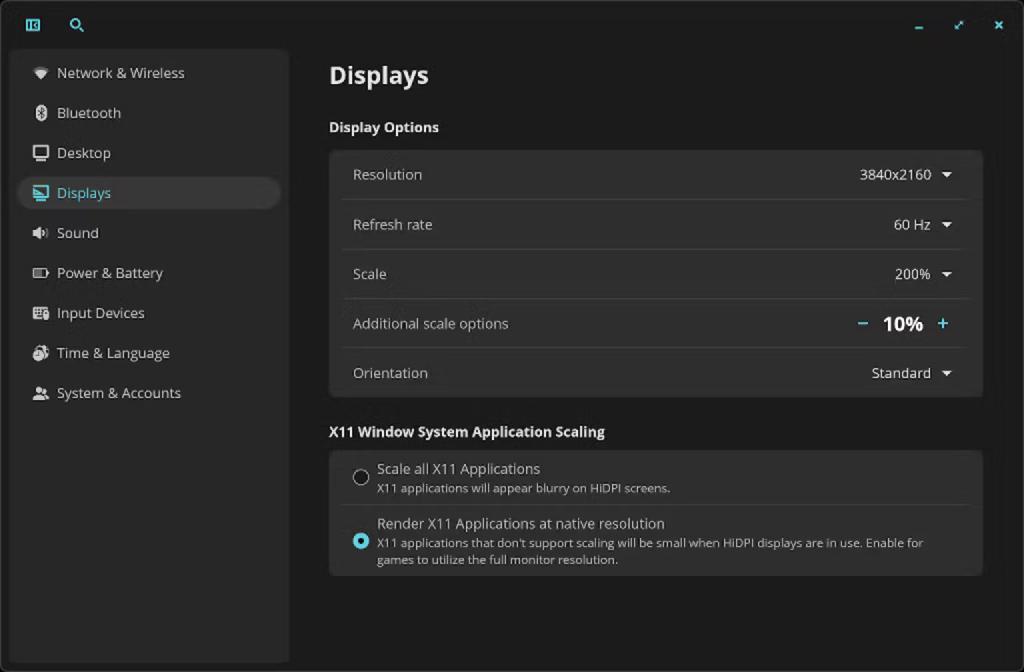 Network & Wireless
Bluetooth
Desktop
Displays
Sound
Power & Battery
Input Devices
Time & Language
System & Accounts
Displays
Display Options
Resolution 3840x2160
Refresh rate 60 Hz
Scale 200%
Additional scale options − 10% +
Orientation Standard
X11 Window System Application Scaling
Scale all X11 Applications
X11 applications will appear blurry on HiDPI screens.
Render X11 Applications at native resolution
X11 applications that don't support scaling will be small when HiDPI displays are in use. Enable for
games to utilize the full monitor resolution.